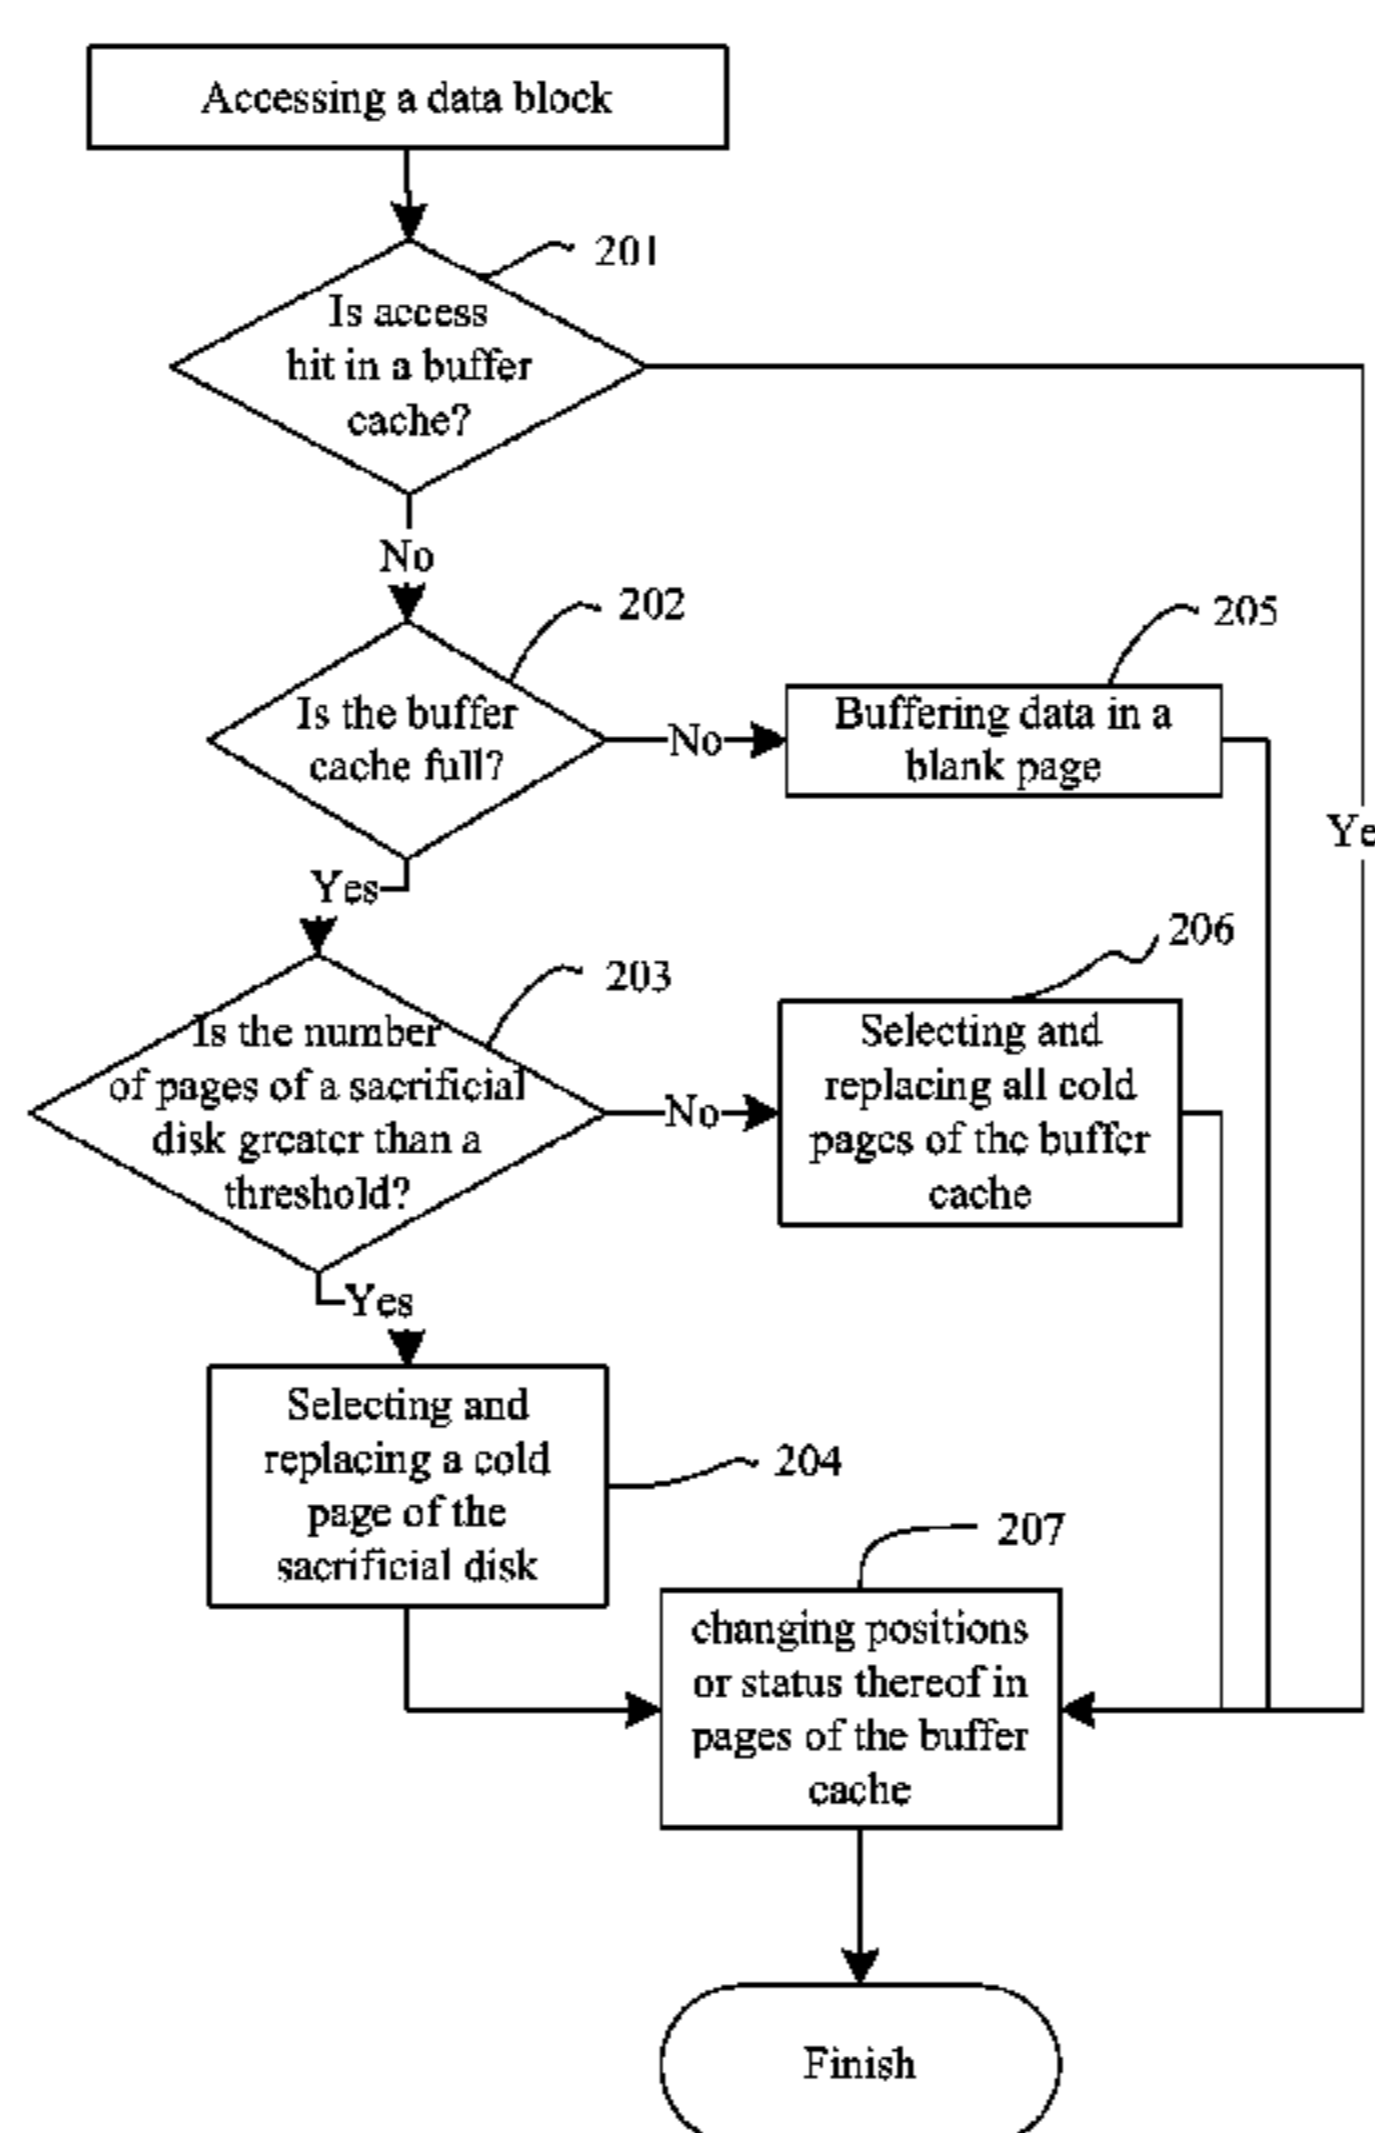 Accessing a data block
201
Is access
hit in a buffer
cache?
No
202
Is the buffer
cache full?
No
205
Buffering data in a
blank page
Ye
Yes
203
Is the number
of pages of a sacrificial
disk greater than a
threshold?
No
206
Selecting and
replacing all cold
pages of the buffer
cache
Yes
Selecting and
replacing a cold
page of the
sacrificial disk
204
207
changing positions
or status thereof in
pages of the buffer
cache
Finish